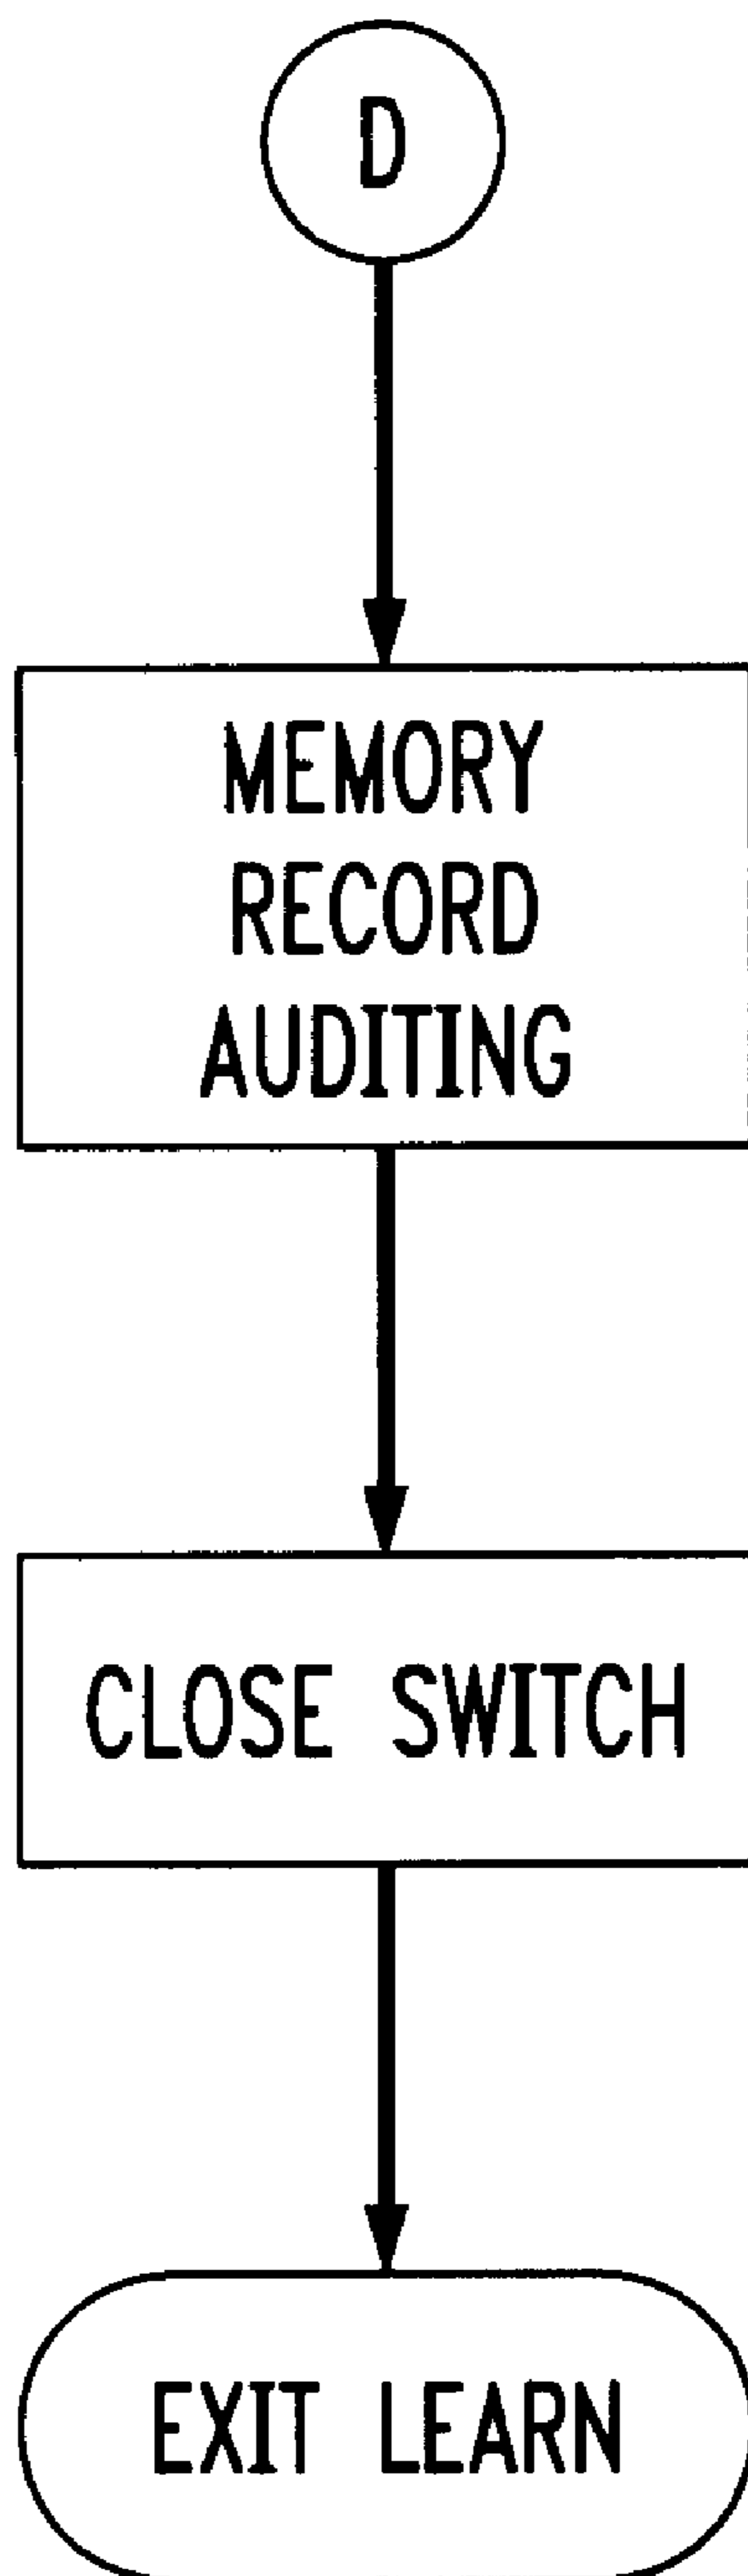 D
MEMORY
RECORD
AUDITING
CLOSE SWITCH
EXIT LEARN